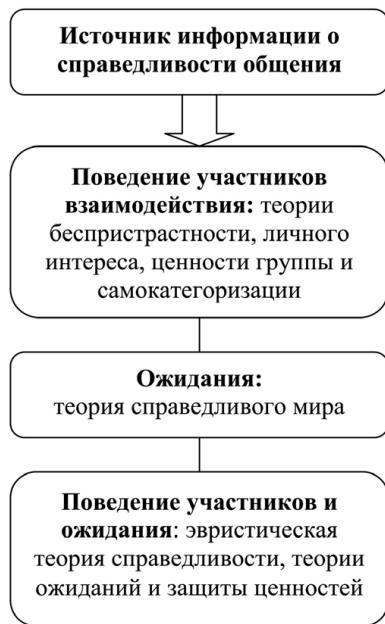 Источник информации о
справедливости общения
Поведение участников
взаимодействия: теории
беспристрастности, личного
интереса, ценности группы и
самокатегоризации
Ожидания:
теория справедливого мира
Поведение участников и
ожидания: эвристическая
теория справедливости, теории
ожиданий и защиты ценностей